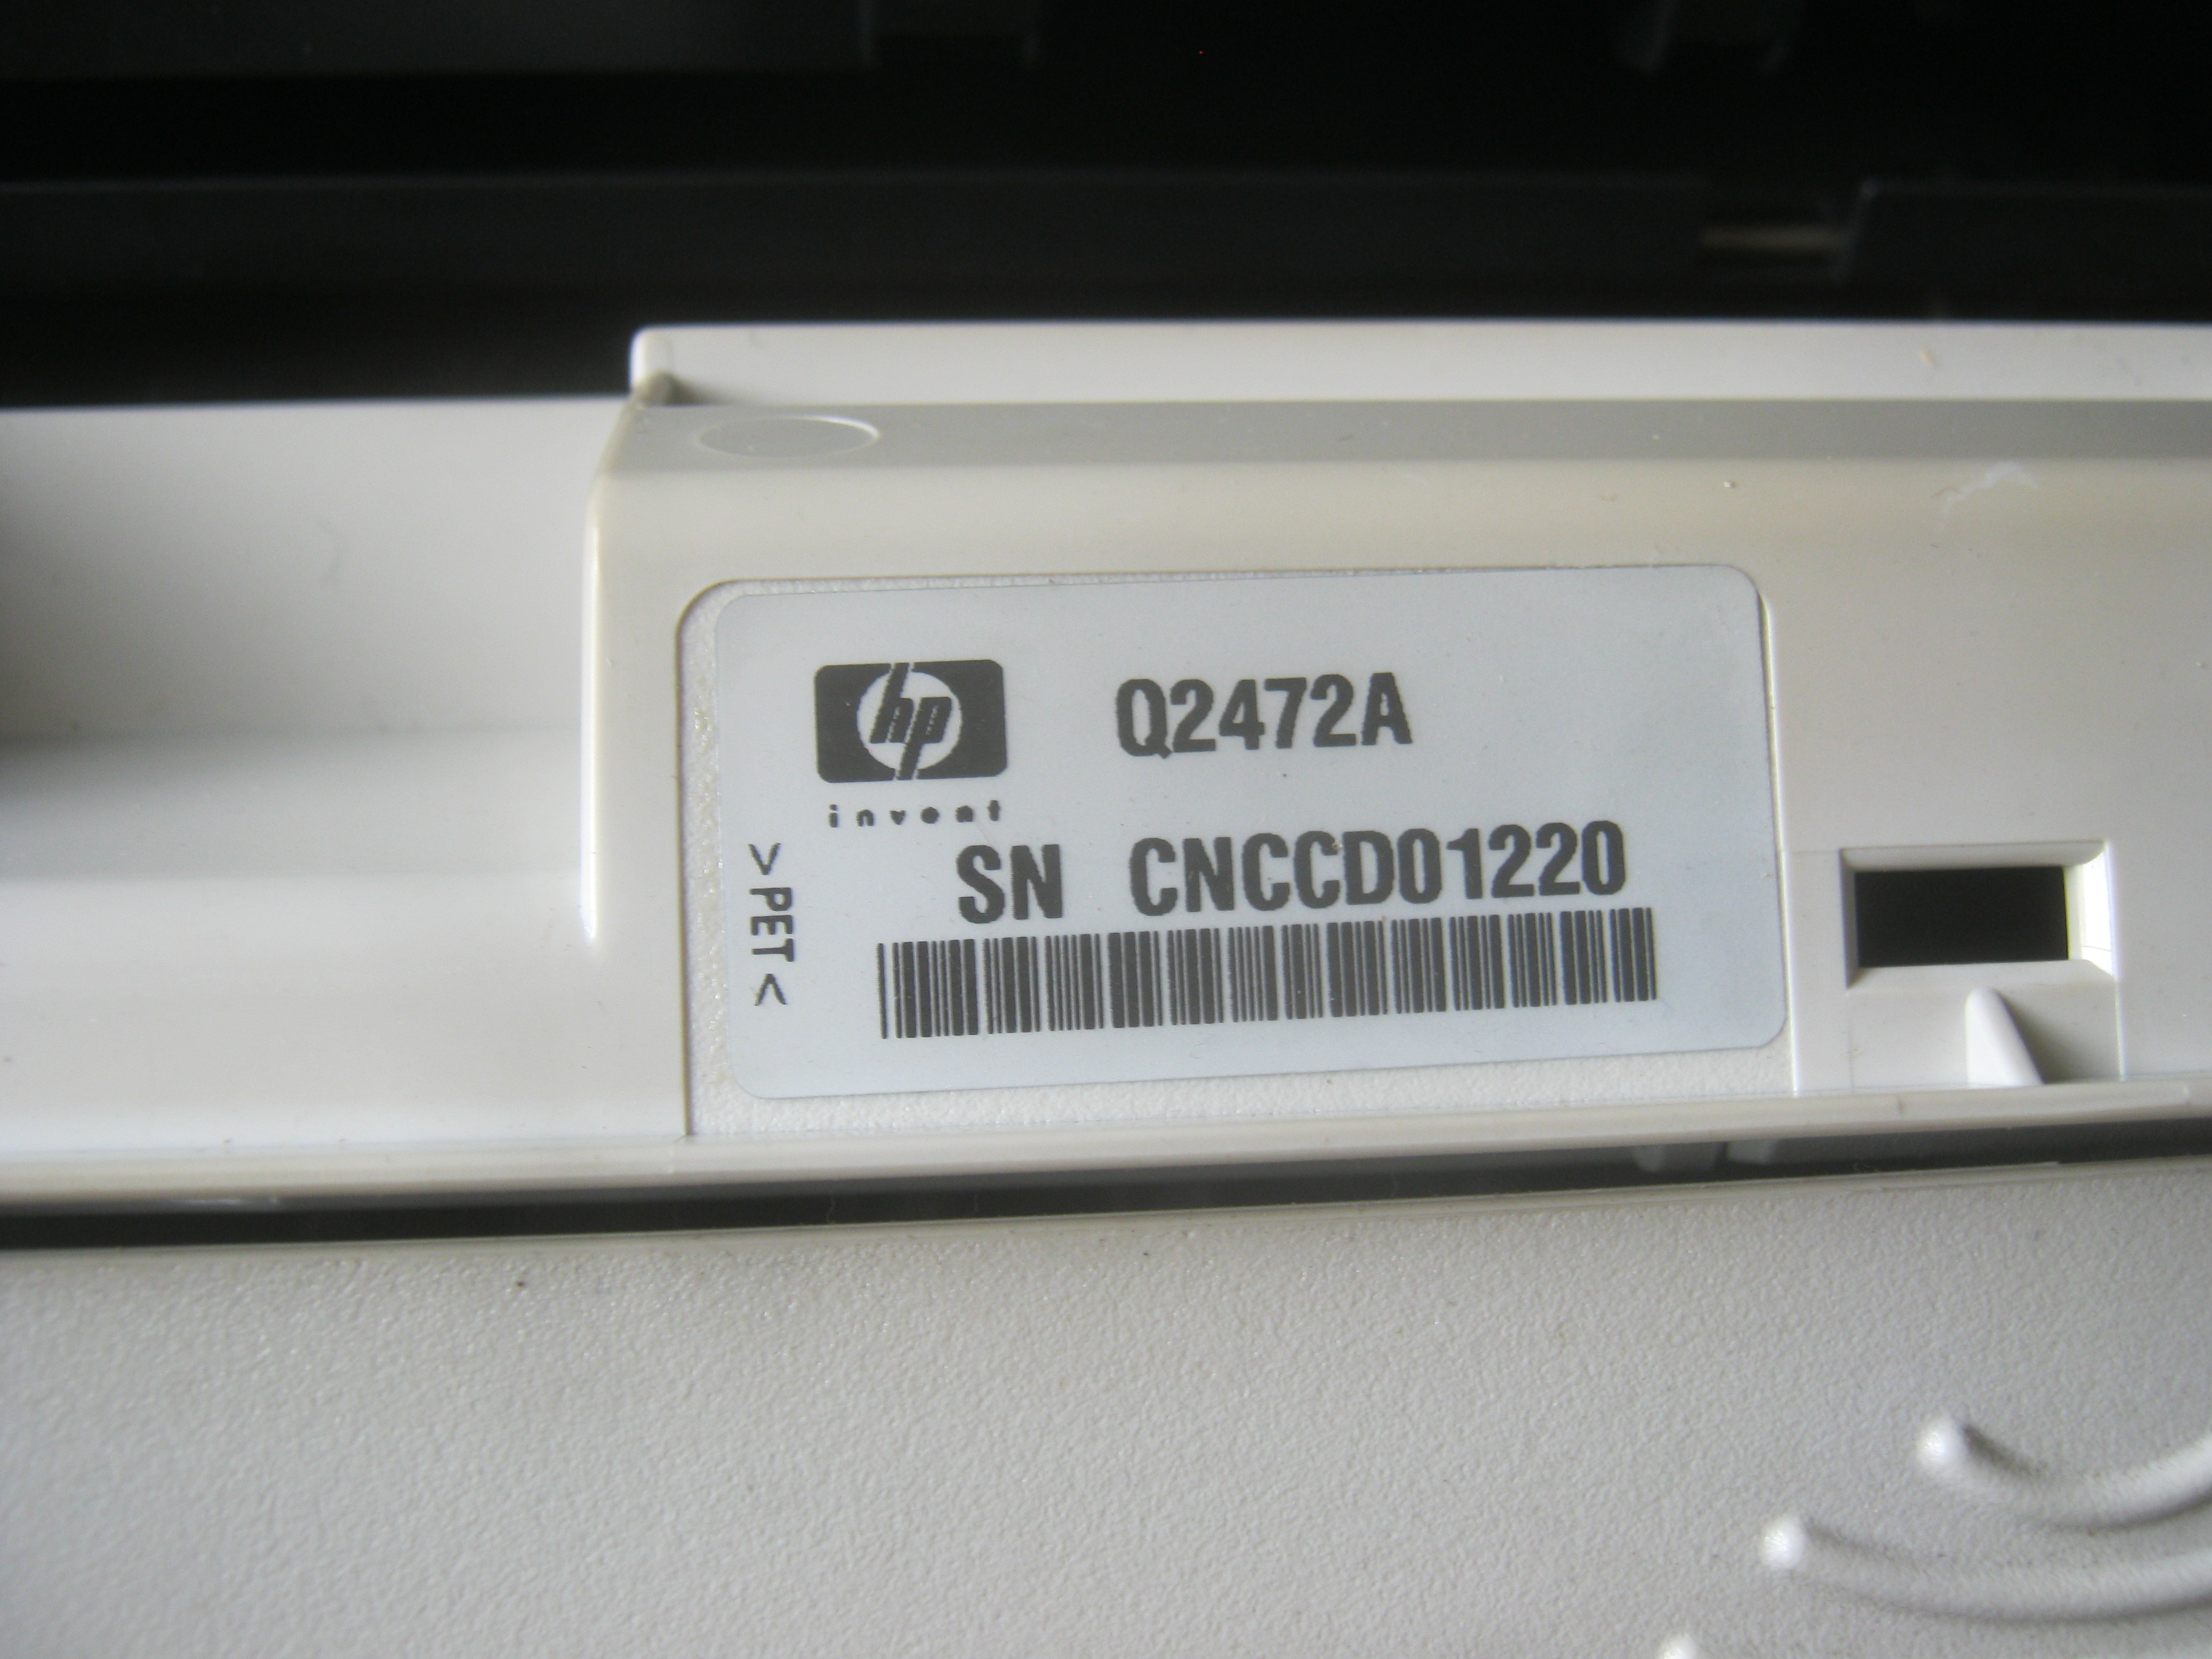 hp Q2472A
invent
SN CNCCD01220
>PET<